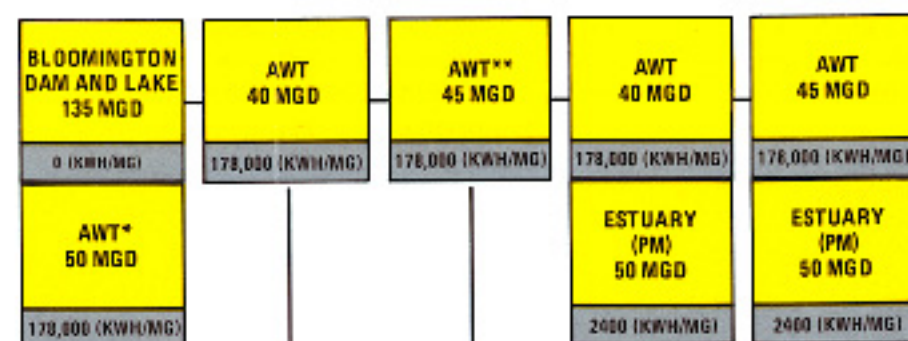 BLOOMINGTON
DAM AND LAKE
135 MGD
0 (KWH/MG)
AWT*
50 MGD
178,000 (KWH/MG)
AWT
40 MGD
178,000 (KWH/MG)
AWT**
45 MGD
178,000 (KWH/MG)
AWT
40 MGD
178,000 (KWH/MG)
ESTUARY
(PM)
50 MGD
2400 (KWH/MG)
AWT
45 MGD
178,000 (KWH/MG)
ESTUARY
(PM)
50 MGD
2400 (KWH/MG)